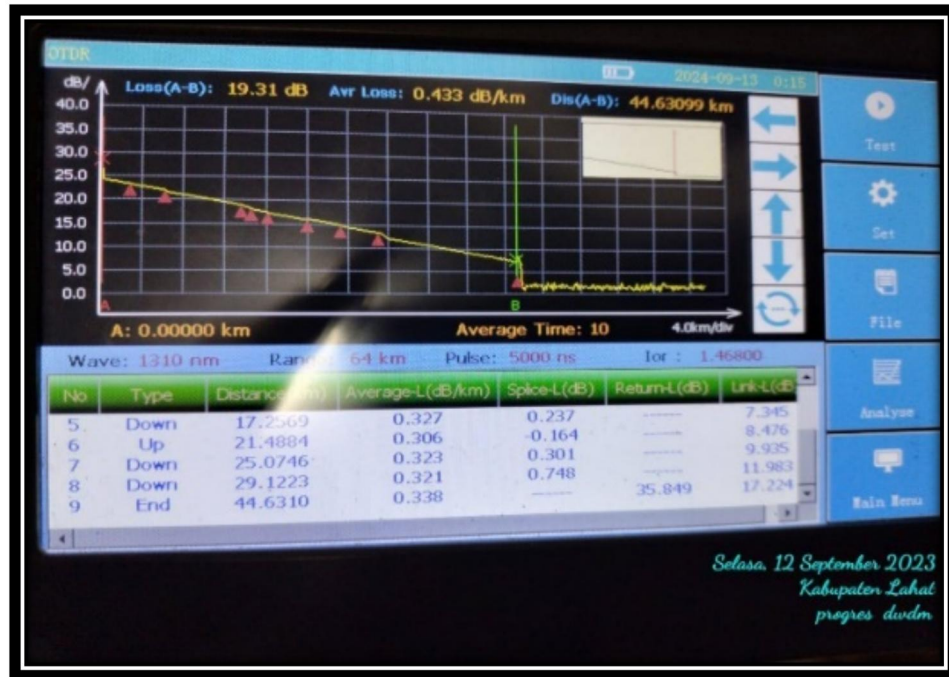 OTDR
2024-09-13 0:15
dB/
Loss(A-B): 19.31 dB Avr Loss: 0.433 dB/km Dis(A-B): 44.63099 km
40.0
35.0
30.0
25.0
20.0
15.0
10.0
5.0
0.0
A
B
A: 0.00000 km Average Time: 10 4.0km/div
Wave: 1310 nm Range: 64 km Pulse: 5000 ns Ior : 1.46800
No Type Distance(km) Average-L(dB/km) Splice-L(dB) Return-L(dB) Link-L(dB
5 Down 17.2569 0.327 0.237 ----- 7.345
6 Up 21.4884 0.306 -0.164 ----- 8.476
7 Down 25.0746 0.323 0.301 ----- 9.935
8 Down 29.1223 0.321 0.748 ----- 11.983
9 End 44.6310 0.338 ----- 35.849 17.224
Test
Set
File
Analyse
Main Menu
Selasa, 12 September 2023
Kabupaten Lahat
progres dwdm